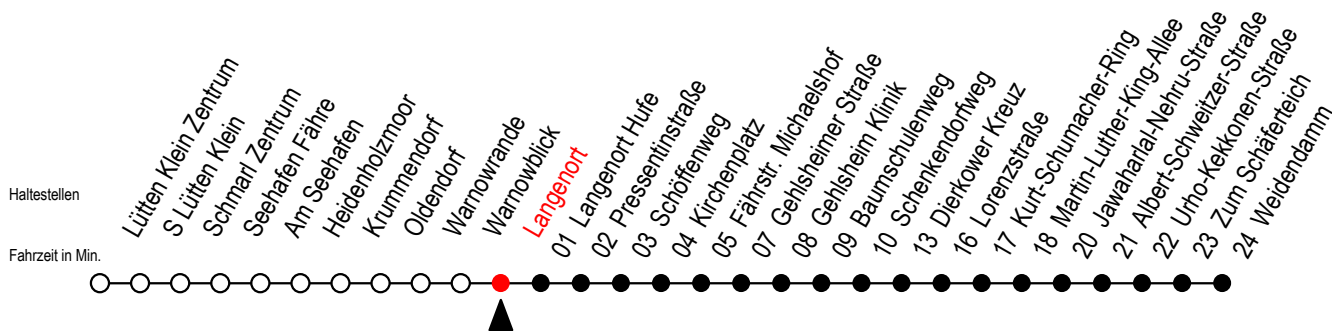 Haltestellen
Fahrzeit in Min.
Lütten Klein Zentrum
S Lütten Klein
Schmarl Zentrum
Seehafen Fähre
Am Seehafen
Heidenholzmoor
Krummendorf
Oldendorf
Warnowrande
Warnowblick
Langenort
01 Langenort Hufe
02 Pressentinstraße
03 Schöffenweg
04 Kirchenplatz
05 Fährstr. Michaelshof
07 Gehlsheimer Straße
08 Gehlsheim Klinik
09 Baumschulenweg
10 Schenkendorfweg
13 Dierkower Kreuz
16 Lorenzstraße
17 Kurt-Schumacher-Ring
18 Martin-Luther-King-Allee
20 Jawaharlal-Nehru-Straße
21 Albert-Schweitzer-Straße
22 Urho-Kekkonen-Straße
23 Zum Schäferteich
24 Weidendamm